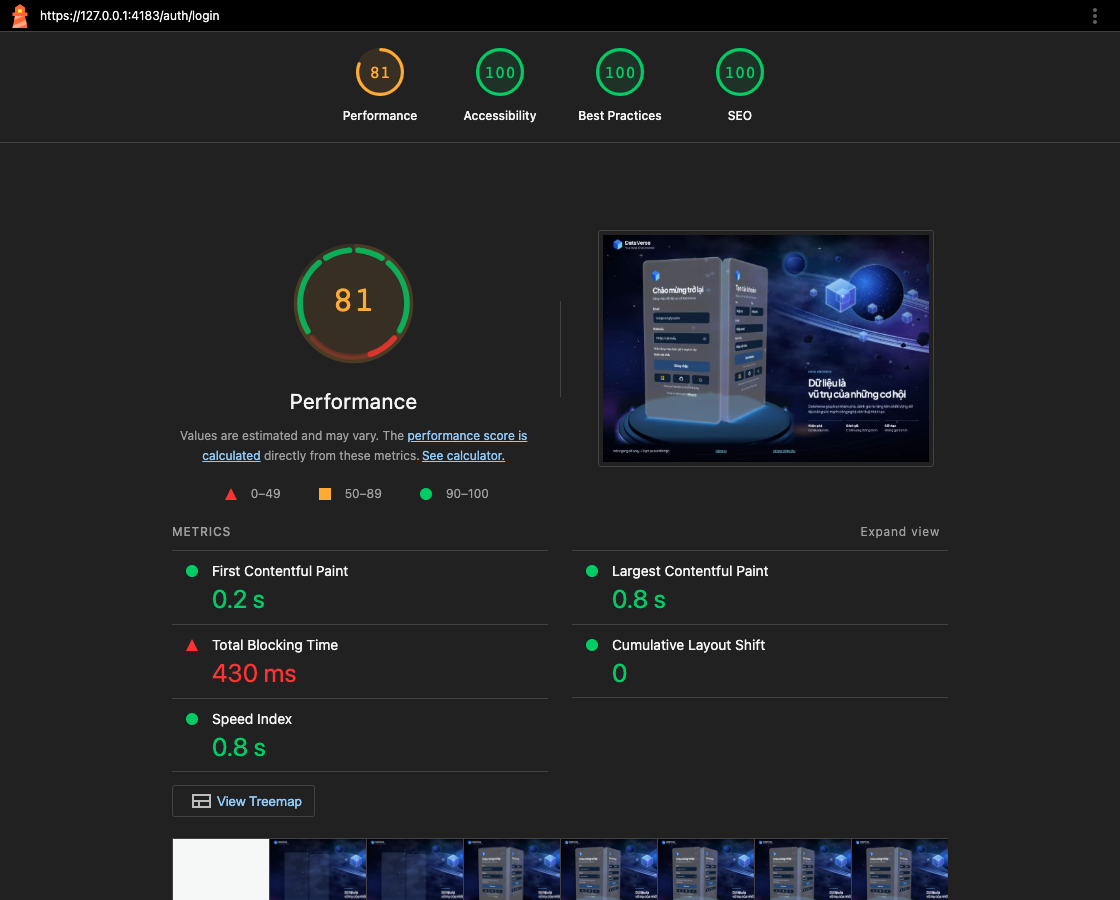 https://127.0.0.1:4183/auth/login
81
100
100
100
Performance
Accessibility
Best Practices
SEO
81
Performance
Values are estimated and may vary. The performance score is
calculated directly from these metrics. See calculator.
0–49
50–89
90–100
DataVerse
Chào mừng trở lại
Tạo tài khoản
Dữ liệu là
vũ trụ của những cơ hội
METRICS
Expand view
First Contentful Paint
0.2 s
Largest Contentful Paint
0.8 s
Total Blocking Time
430 ms
Cumulative Layout Shift
0
Speed Index
0.8 s
View Treemap